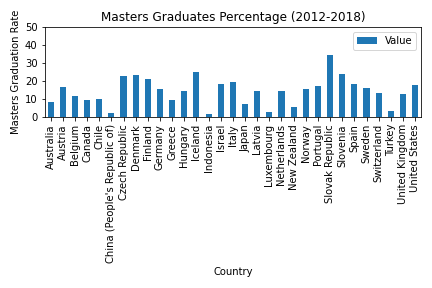 Masters Graduates Percentage (2012-2018)
Masters Graduation Rate
50
40
30
20
10
0
Value
Australia
Austria
Belgium
Canada
Chile
China (People's Republic of)
Czech Republic
Denmark
Finland
Germany
Greece
Hungary
Iceland
Indonesia
Israel
Italy
Japan
Latvia
Luxembourg
Netherlands
New Zealand
Norway
Portugal
Slovak Republic
Slovenia
Spain
Sweden
Switzerland
Turkey
United Kingdom
United States
Country